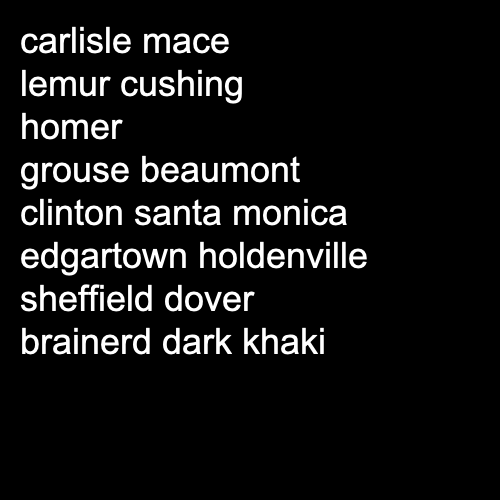 carlisle mace
lemur cushing
homer
grouse beaumont
clinton santa monica
edgartown holdenville
sheffield dover
brainerd dark khaki